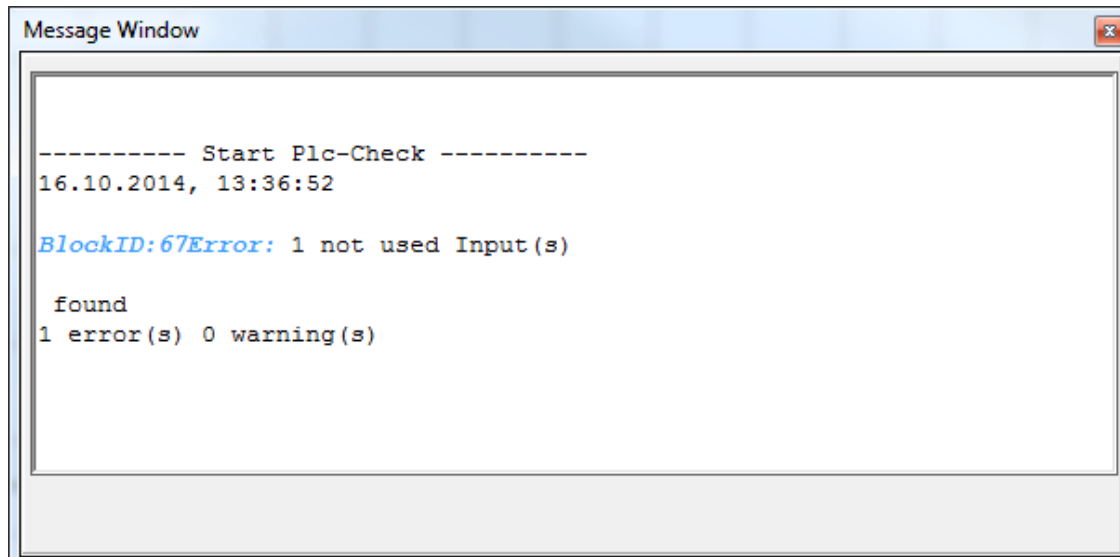 Message Window
---------- Start Plc-Check ----------
16.10.2014, 13:36:52
BlockID:67Error: 1 not used Input(s)
found
1 error(s) 0 warning(s)